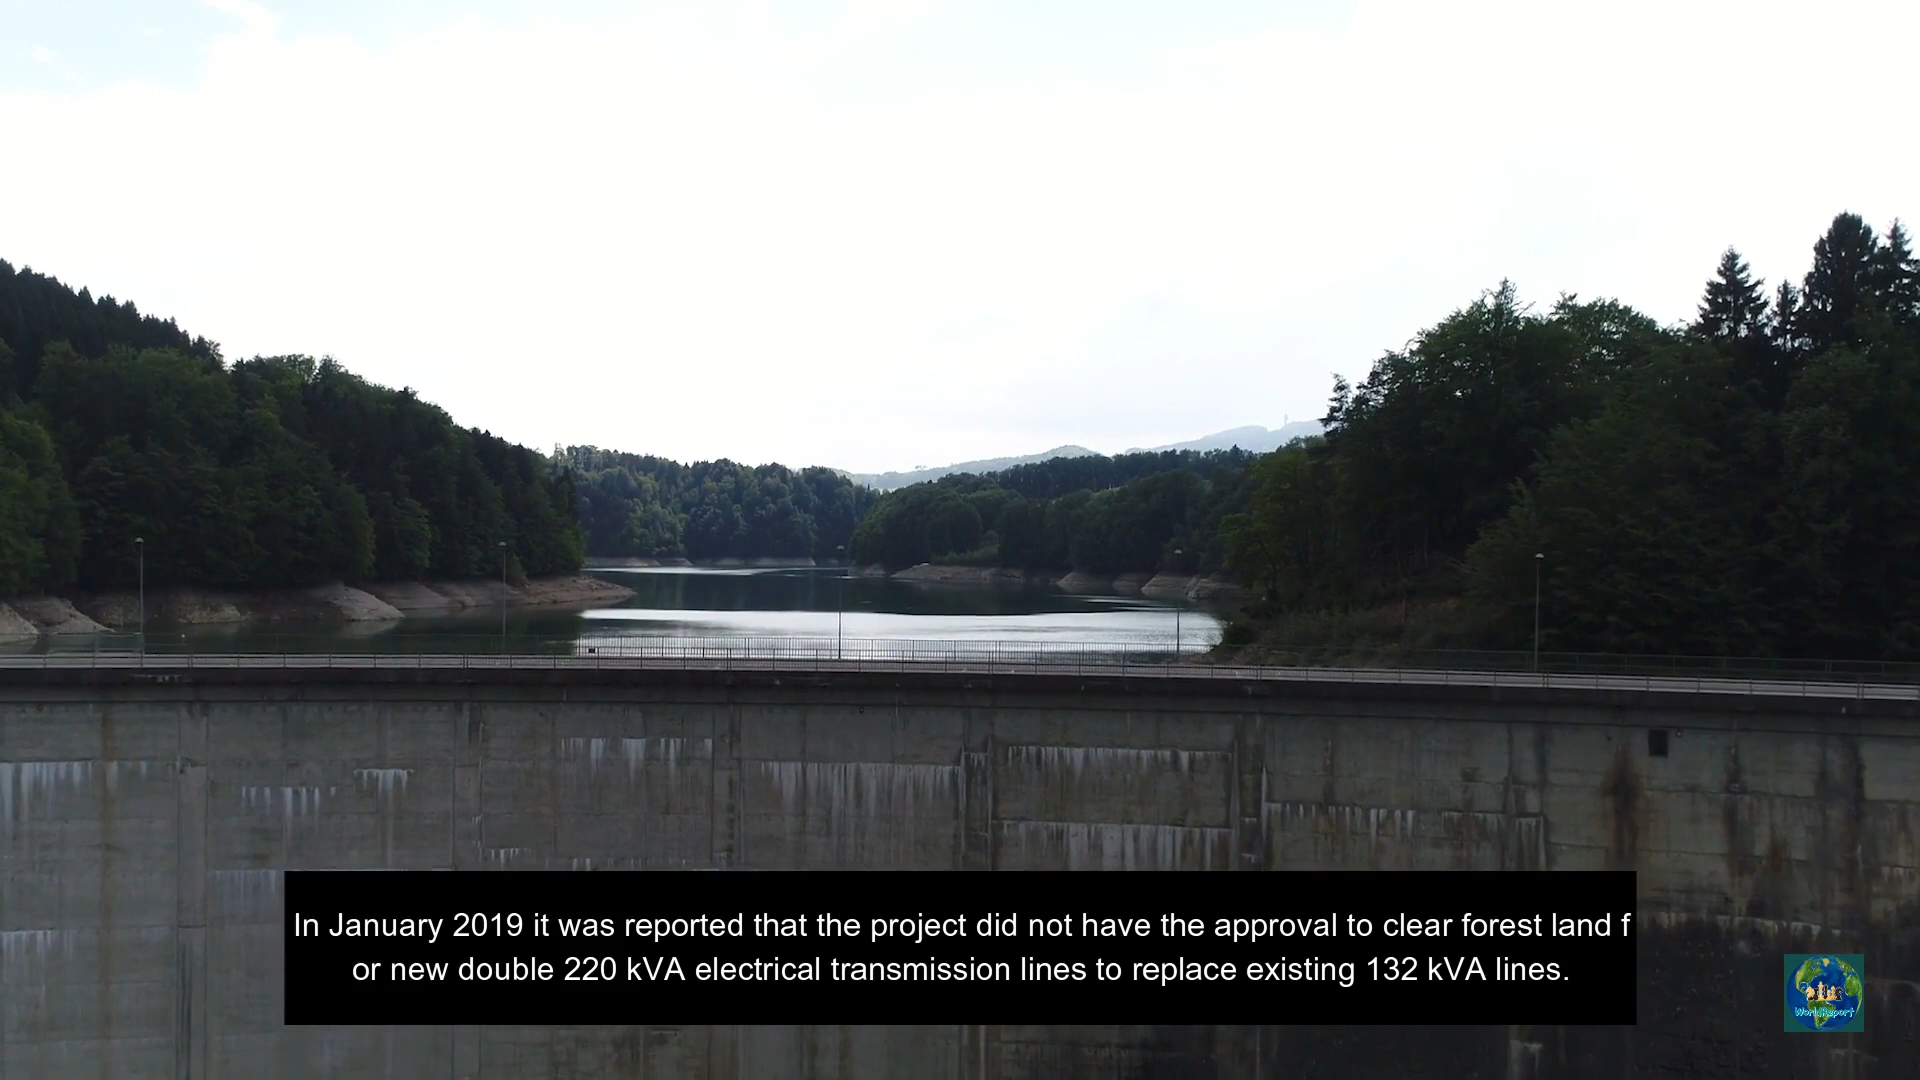 In January 2019 it was reported that the project did not have the approval to clear forest land f
or new double 220 kVA electrical transmission lines to replace existing 132 kVA lines.
WorldReport